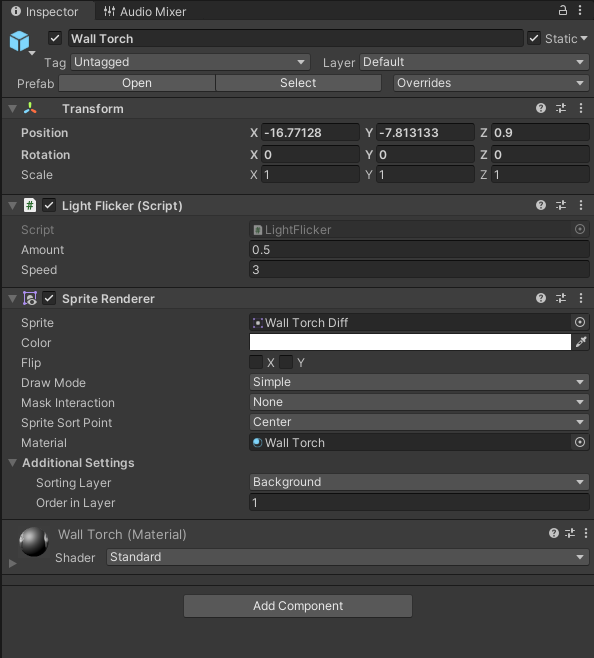 Inspector Audio Mixer
Wall Torch Static
Tag Untagged Layer Default
Prefab Open Select Overrides
Transform
Position X -16.77128 Y -7.813133 Z 0.9
Rotation X 0 Y 0 Z 0
Scale X 1 Y 1 Z 1
# Light Flicker (Script)
Script # LightFlicker
Amount 0.5
Speed 3
Sprite Renderer
Sprite Wall Torch Diff
Color
Flip X Y
Draw Mode Simple
Mask Interaction None
Sprite Sort Point Center
Material Wall Torch
Additional Settings
Sorting Layer Background
Order in Layer 1
Wall Torch (Material)
Shader Standard
Add Component